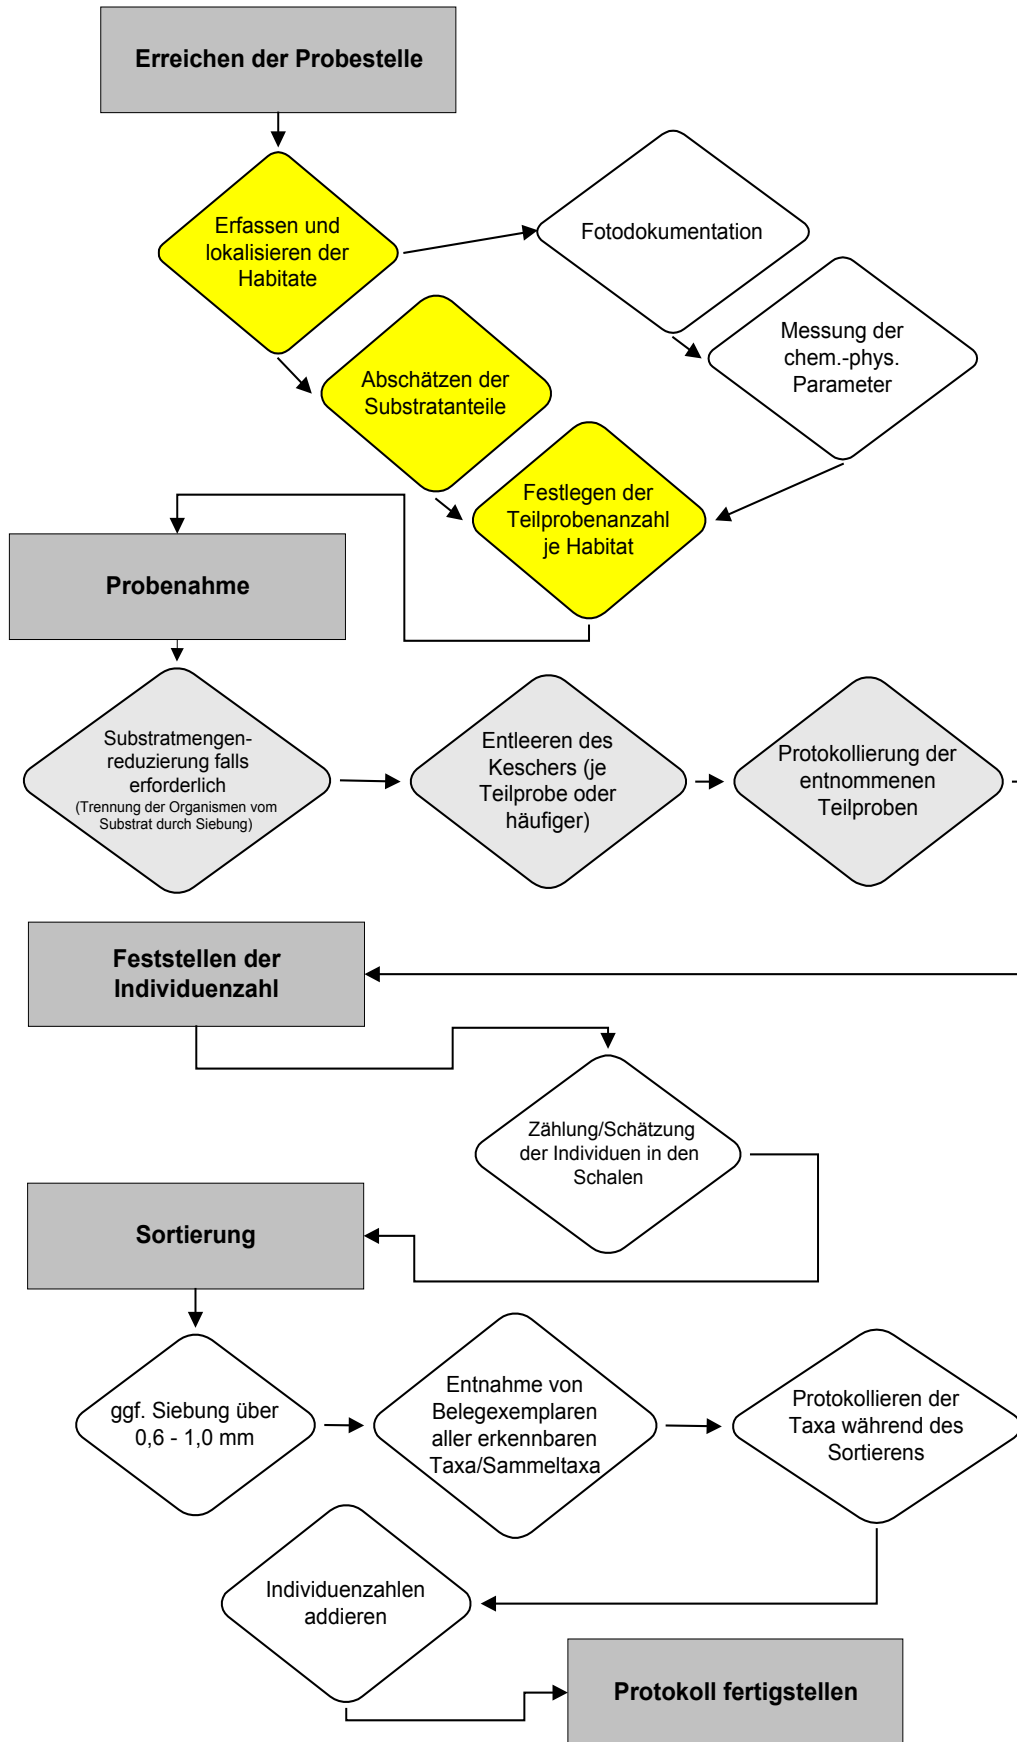 Erreichen der Probestelle
Erfassen und
lokalisieren der
Habitate
Fotodokumentation
Messung der
chem.-phys.
Parameter
Abschätzen der
Substratanteile
Festlegen der
Teilprobenanzahl
je Habitat
Probenahme
Substratmengen-
reduzierung falls
erforderlich
(Trennung der Organismen vom
Substrat durch Siebung)
Entleeren des
Keschers (je
Teilprobe oder
häufiger)
Protokollierung der
entnommenen
Teilproben
Feststellen der
Individuenzahl
Zählung/Schätzung
der Individuen in den
Schalen
Sortierung
ggf. Siebung über
0,6 - 1,0 mm
Entnahme von
Belegexemplaren
aller erkennbaren
Taxa/Sammeltaxa
Protokollieren der
Taxa während des
Sortierens
Individuenzahlen
addieren
Protokoll fertigstellen